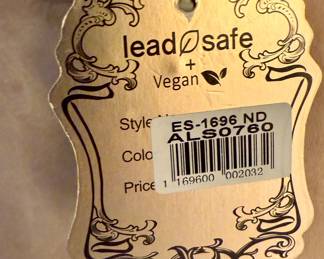 lead safe
+
Vegan
Style
ES-1696 ND
ALS0760
Colo
Price
1 169600 002032